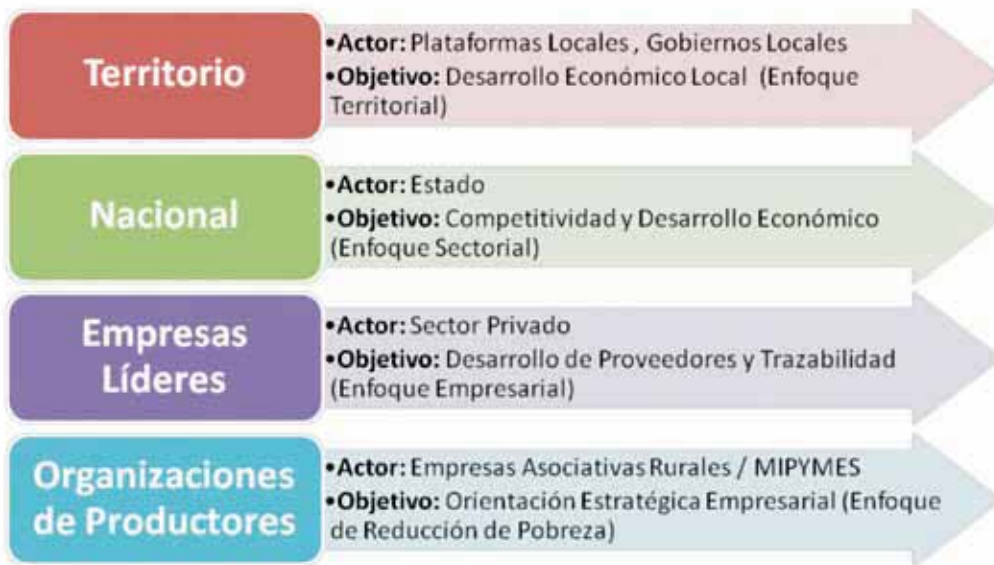 Territorio
•Actor: Plataformas Locales , Gobiernos Locales
•Objetivo: Desarrollo Económico Local (Enfoque
Territorial)
Nacional
•Actor: Estado
•Objetivo: Competitividad y Desarrollo Económico
(Enfoque Sectorial)
Empresas
Líderes
•Actor: Sector Privado
•Objetivo: Desarrollo de Proveedores y Trazabilidad
(Enfoque Empresarial)
Organizaciones
de Productores
•Actor: Empresas Asociativas Rurales / MIPYMES
•Objetivo: Orientación Estratégica Empresarial (Enfoque
de Reducción de Pobreza)